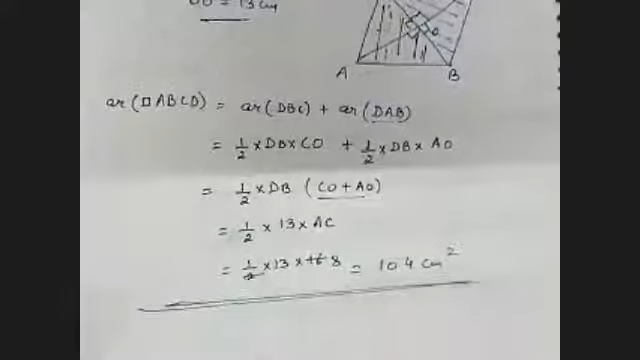 = 13 cm
O
A B
ar(□ABCD) = ar(DBC) + ar(DAB)
= 1/2 × DB × CO + 1/2 × DB × AO
= 1/2 × DB (CO + AO)
= 1/2 × 13 × AC
= 1/2 × 13 × 16 8 = 104 cm²